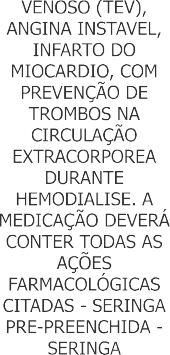 VENOSO (TEV),
ANGINA INSTAVEL,
INFARTO DO
MIOCARDIO, COM
PREVENÇÃO DE
TROMBOS NA
CIRCULAÇÃO
EXTRACORPOREA
DURANTE
HEMODIALISE. A
MEDICAÇÃO DEVERÁ
CONTER TODAS AS
AÇÕES
FARMACOLÓGICAS
CITADAS - SERINGA
PRE-PREENCHIDA -
SERINGA